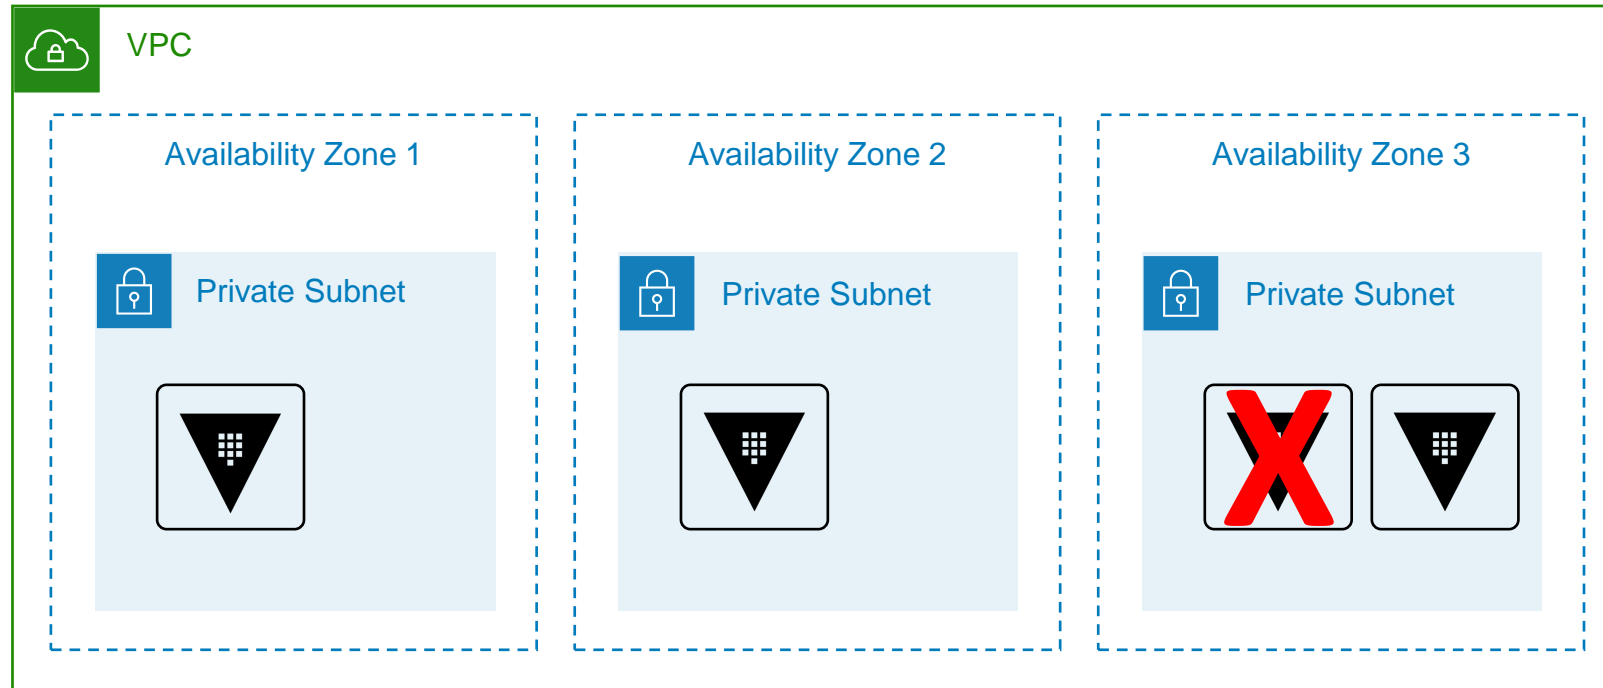 VPC
Availability Zone 1
Availability Zone 2
Availability Zone 3
Private Subnet
Private Subnet
Private Subnet